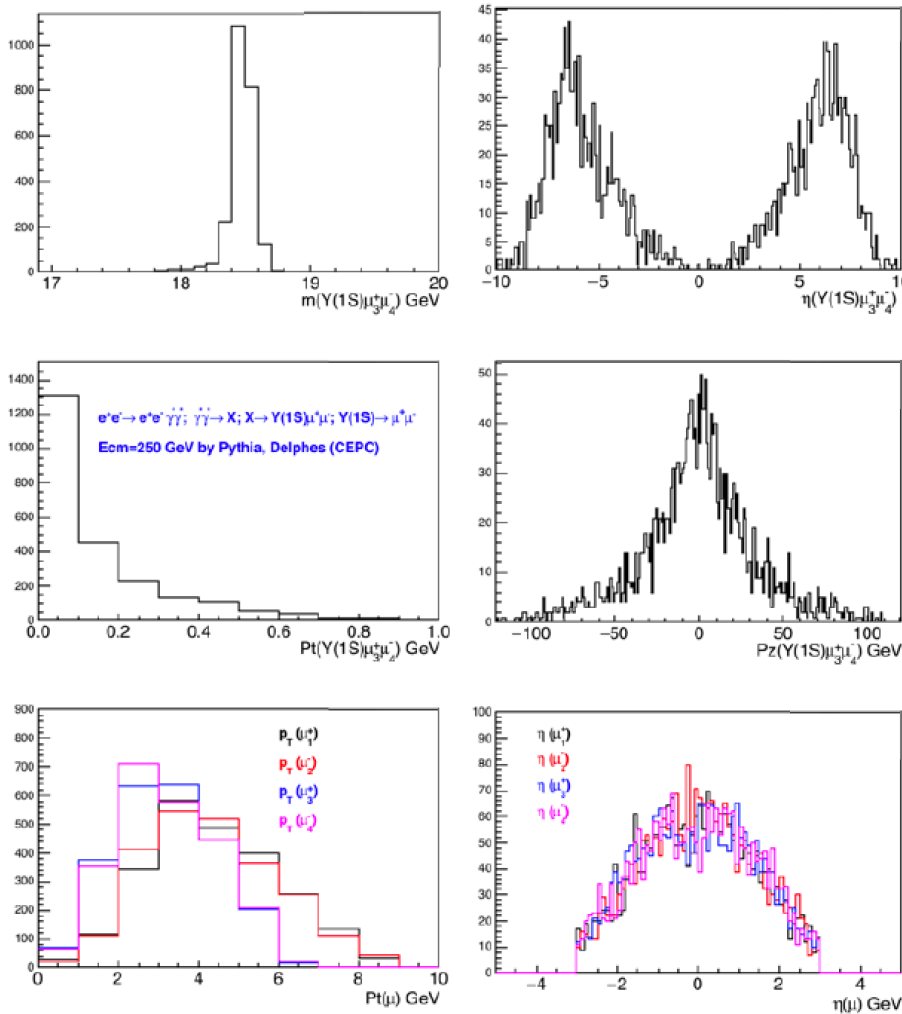 1000
800
600
400
200
0
17 18 19 20
m(Υ(1S)μ₃⁺μ₄⁻) GeV
45
40
35
30
25
20
15
10
5
0
−10 −5 0 5 10
η(Υ(1S)μ₃⁺μ₄⁻)
1400
1200
1000
800
600
400
200
0
e⁺e⁻→ e⁺e⁻ γ*γ*; γ*γ*→ X; X→ Υ(1S)μ⁺μ⁻; Υ(1S)→ μ⁺μ⁻
Ecm=250 GeV by Pythia, Delphes (CEPC)
0.0 0.2 0.4 0.6 0.8 1.0
Pt(Υ(1S)μ₃⁺μ₄⁻) GeV
50
40
30
20
10
0
−100 −50 0 50 100
Pz(Υ(1S)μ₃⁺μ₄⁻) GeV
900
800
700
600
500
400
300
200
100
0
p_T (μ₁⁺)
p_T (μ₂⁻)
p_T (μ₃⁺)
p_T (μ₄⁻)
0 2 4 6 8 10
Pt(μ) GeV
100
90
80
70
60
50
40
30
20
10
0
η (μ₁⁺)
η (μ₂⁻)
η (μ₃⁺)
η (μ₄⁻)
−4 −2 0 2 4
η(μ) GeV